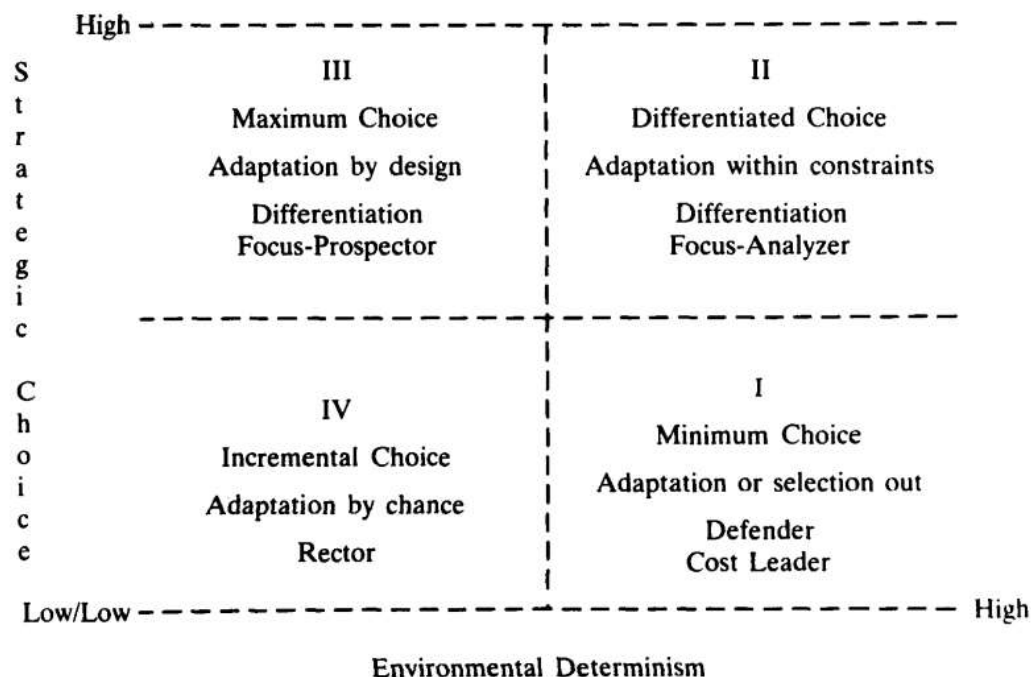 High
Strategic Choice
III
Maximum Choice
Adaptation by design
Differentiation
Focus-Prospector
II
Differentiated Choice
Adaptation within constraints
Differentiation
Focus-Analyzer
IV
Incremental Choice
Adaptation by chance
Rector
I
Minimum Choice
Adaptation or selection out
Defender
Cost Leader
Low/Low
High
Environmental Determinism